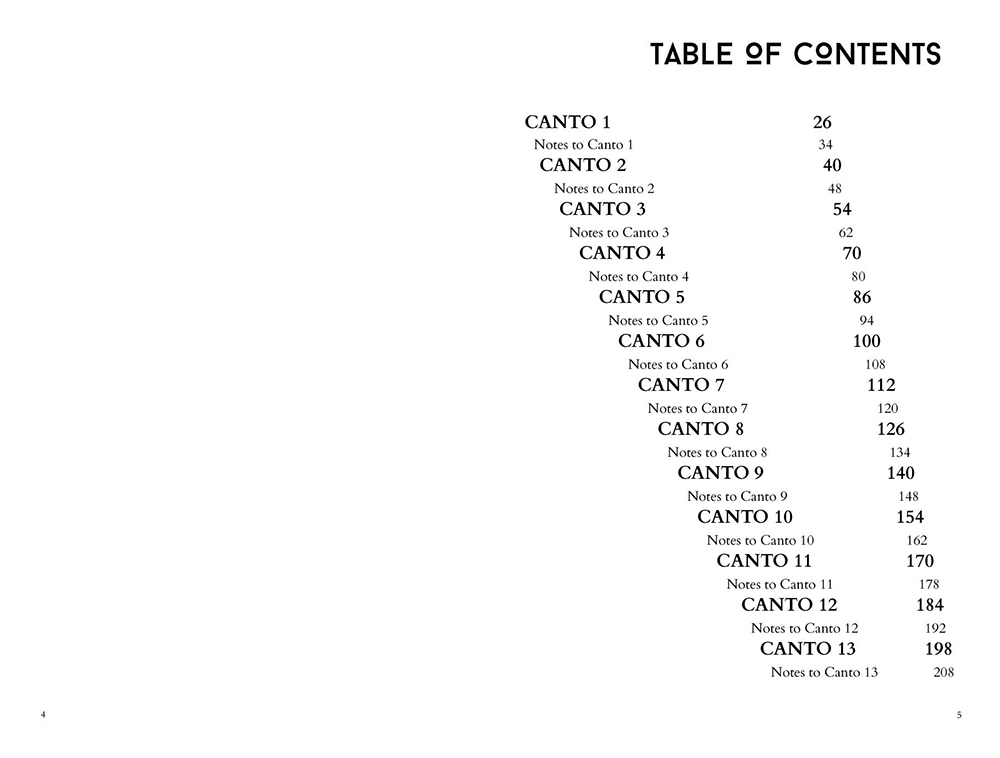 TABLE OF CONTENTS
CANTO 1 26
Notes to Canto 1 34
CANTO 2 40
Notes to Canto 2 48
CANTO 3 54
Notes to Canto 3 62
CANTO 4 70
Notes to Canto 4 80
CANTO 5 86
Notes to Canto 5 94
CANTO 6 100
Notes to Canto 6 108
CANTO 7 112
Notes to Canto 7 120
CANTO 8 126
Notes to Canto 8 134
CANTO 9 140
Notes to Canto 9 148
CANTO 10 154
Notes to Canto 10 162
CANTO 11 170
Notes to Canto 11 178
CANTO 12 184
Notes to Canto 12 192
CANTO 13 198
Notes to Canto 13 208
4 5